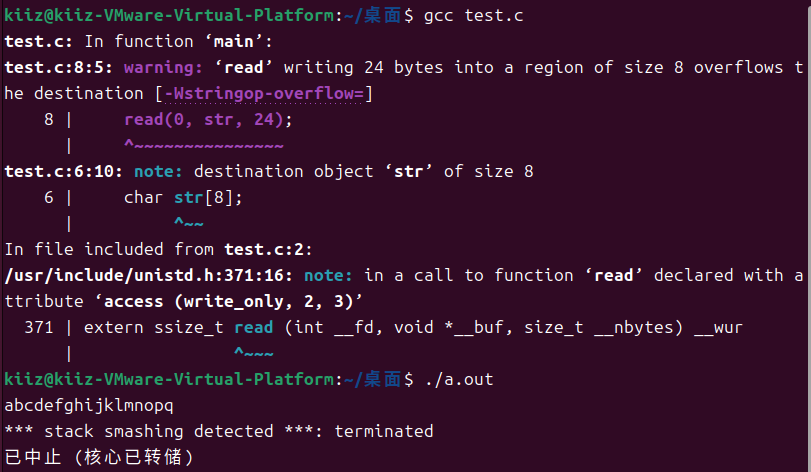 kiiz@kiiz-VMware-Virtual-Platform:~/桌面$ gcc test.c
test.c: In function ‘main’:
test.c:8:5: warning: ‘read’ writing 24 bytes into a region of size 8 overflows t
he destination [-Wstringop-overflow=]
    8 |     read(0, str, 24);
      |     ^~~~~~~~~~~~~~~~
test.c:6:10: note: destination object ‘str’ of size 8
    6 |     char str[8];
      |          ^~~
In file included from test.c:2:
/usr/include/unistd.h:371:16: note: in a call to function ‘read’ declared with a
ttribute ‘access (write_only, 2, 3)’
  371 | extern ssize_t read (int __fd, void *__buf, size_t __nbytes) __wur
      |                ^~~~
kiiz@kiiz-VMware-Virtual-Platform:~/桌面$ ./a.out
abcdefghijklmnopq
*** stack smashing detected ***: terminated
已中止 (核心已转储)